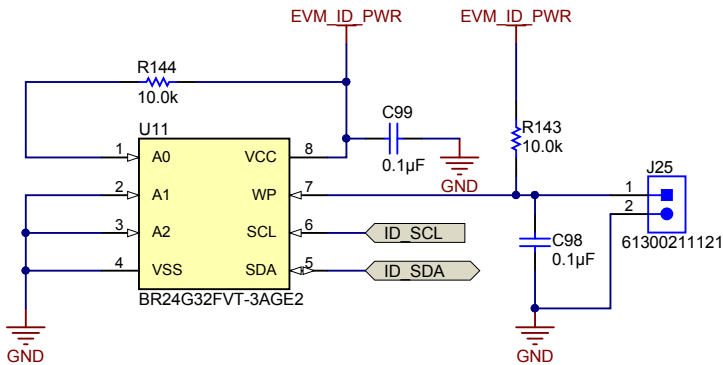 EVM_ID_PWR
EVM_ID_PWR
R144
10.0k
C99
0.1µF
GND
R143
10.0k
U11
1 A0 VCC 8
2 A1 WP 7
3 A2 SCL 6 ID_SCL
4 VSS SDA 5 ID_SDA
BR24G32FVT-3AGE2
J25
1
2
61300211121
C98
0.1µF
GND
GND